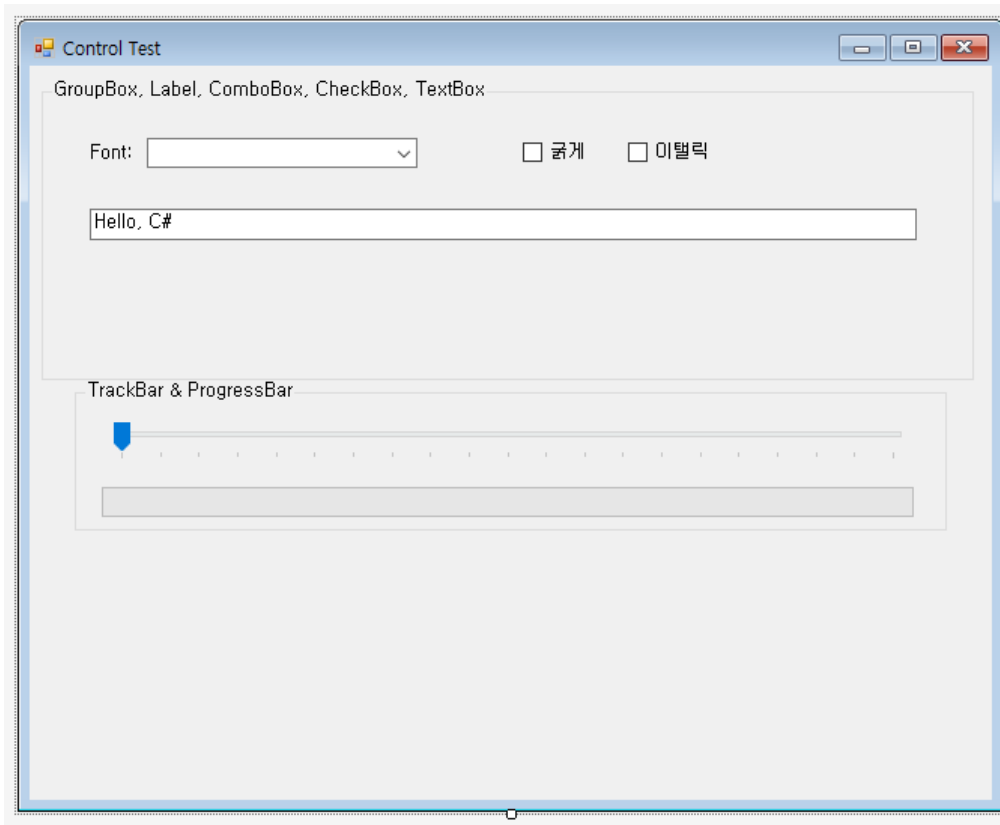 Control Test
GroupBox, Label, ComboBox, CheckBox, TextBox
Font: 굵게 이탤릭
Hello, C#
TrackBar & ProgressBar